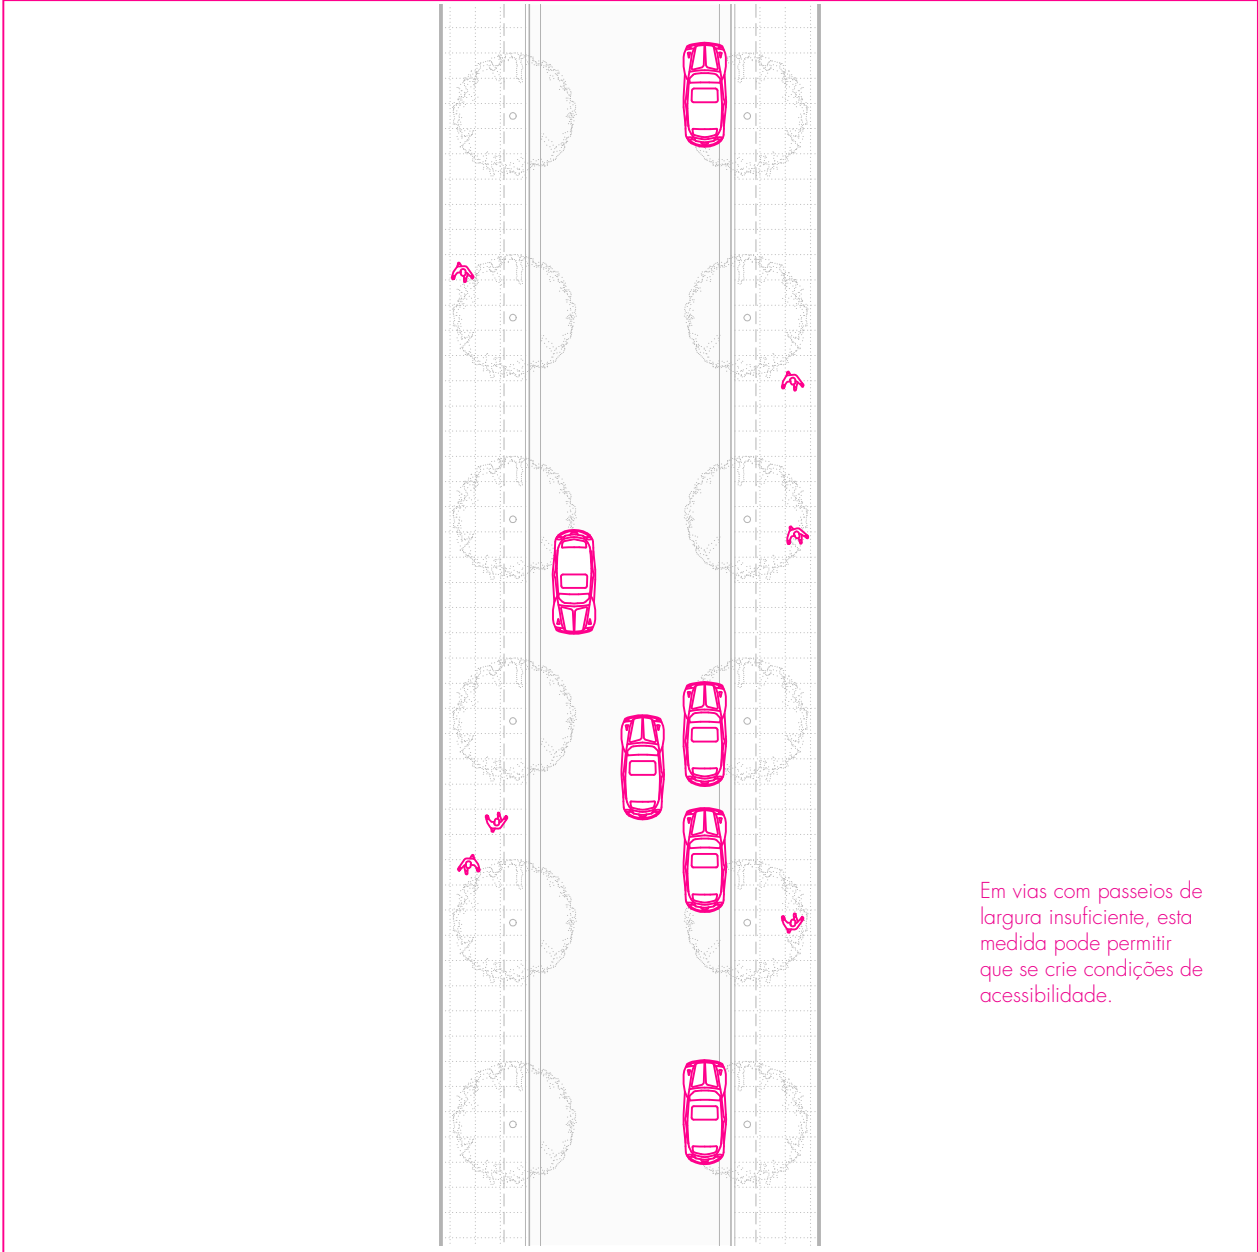 Em vias com passeios de
largura insuficiente, esta
medida pode permitir
que se crie condições de
acessibilidade.